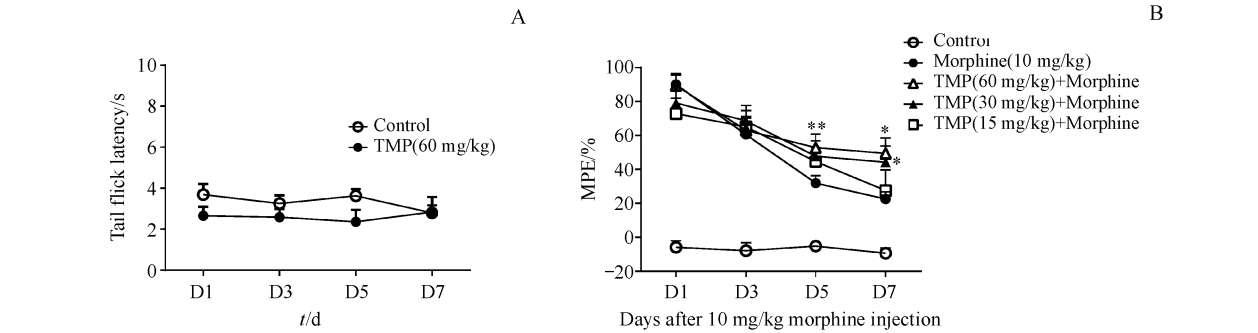 A
10
8
6
4
2
0
Tail flick latency/s
Control
TMP(60 mg/kg)
D1 D3 D5 D7
t/d
B
Control
Morphine(10 mg/kg)
TMP(60 mg/kg)+Morphine
TMP(30 mg/kg)+Morphine
TMP(15 mg/kg)+Morphine
100
80
60
40
20
0
−20
MPE/%
**
*
*
D1 D3 D5 D7
Days after 10 mg/kg morphine injection